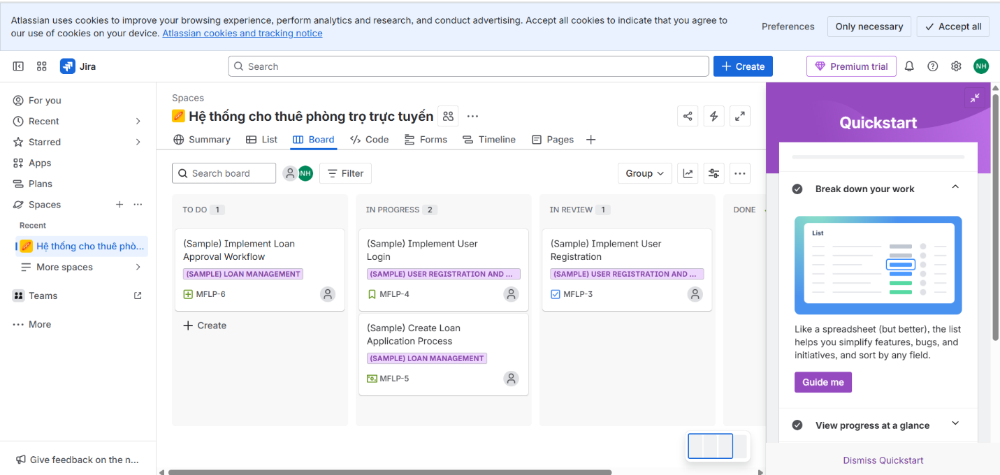 Atlassian uses cookies to improve your browsing experience, perform analytics and research, and conduct advertising. Accept all cookies to indicate that you agree to
our use of cookies on your device. Atlassian cookies and tracking notice
Preferences
Only necessary
Accept all
Jira
Search
Create
Premium trial
NH
For you
Recent
Starred
Apps
Plans
Spaces
Recent
Hệ thống cho thuê phò...
More spaces
Teams
More
Give feedback on the n...
Spaces
Hệ thống cho thuê phòng trọ trực tuyến
Summary
List
Board
Code
Forms
Timeline
Pages
Search board
NH
Filter
Group
TO DO 1
(Sample) Implement Loan
Approval Workflow
(SAMPLE) LOAN MANAGEMENT
MFLP-6
Create
IN PROGRESS 2
(Sample) Implement User
Login
(SAMPLE) USER REGISTRATION AND ...
MFLP-4
(Sample) Create Loan
Application Process
(SAMPLE) LOAN MANAGEMENT
MFLP-5
IN REVIEW 1
(Sample) Implement User
Registration
(SAMPLE) USER REGISTRATION AND ...
MFLP-3
DONE
Quickstart
Break down your work
List
Like a spreadsheet (but better), the list
helps you simplify features, bugs, and
initiatives, and sort by any field.
Guide me
View progress at a glance
Dismiss Quickstart